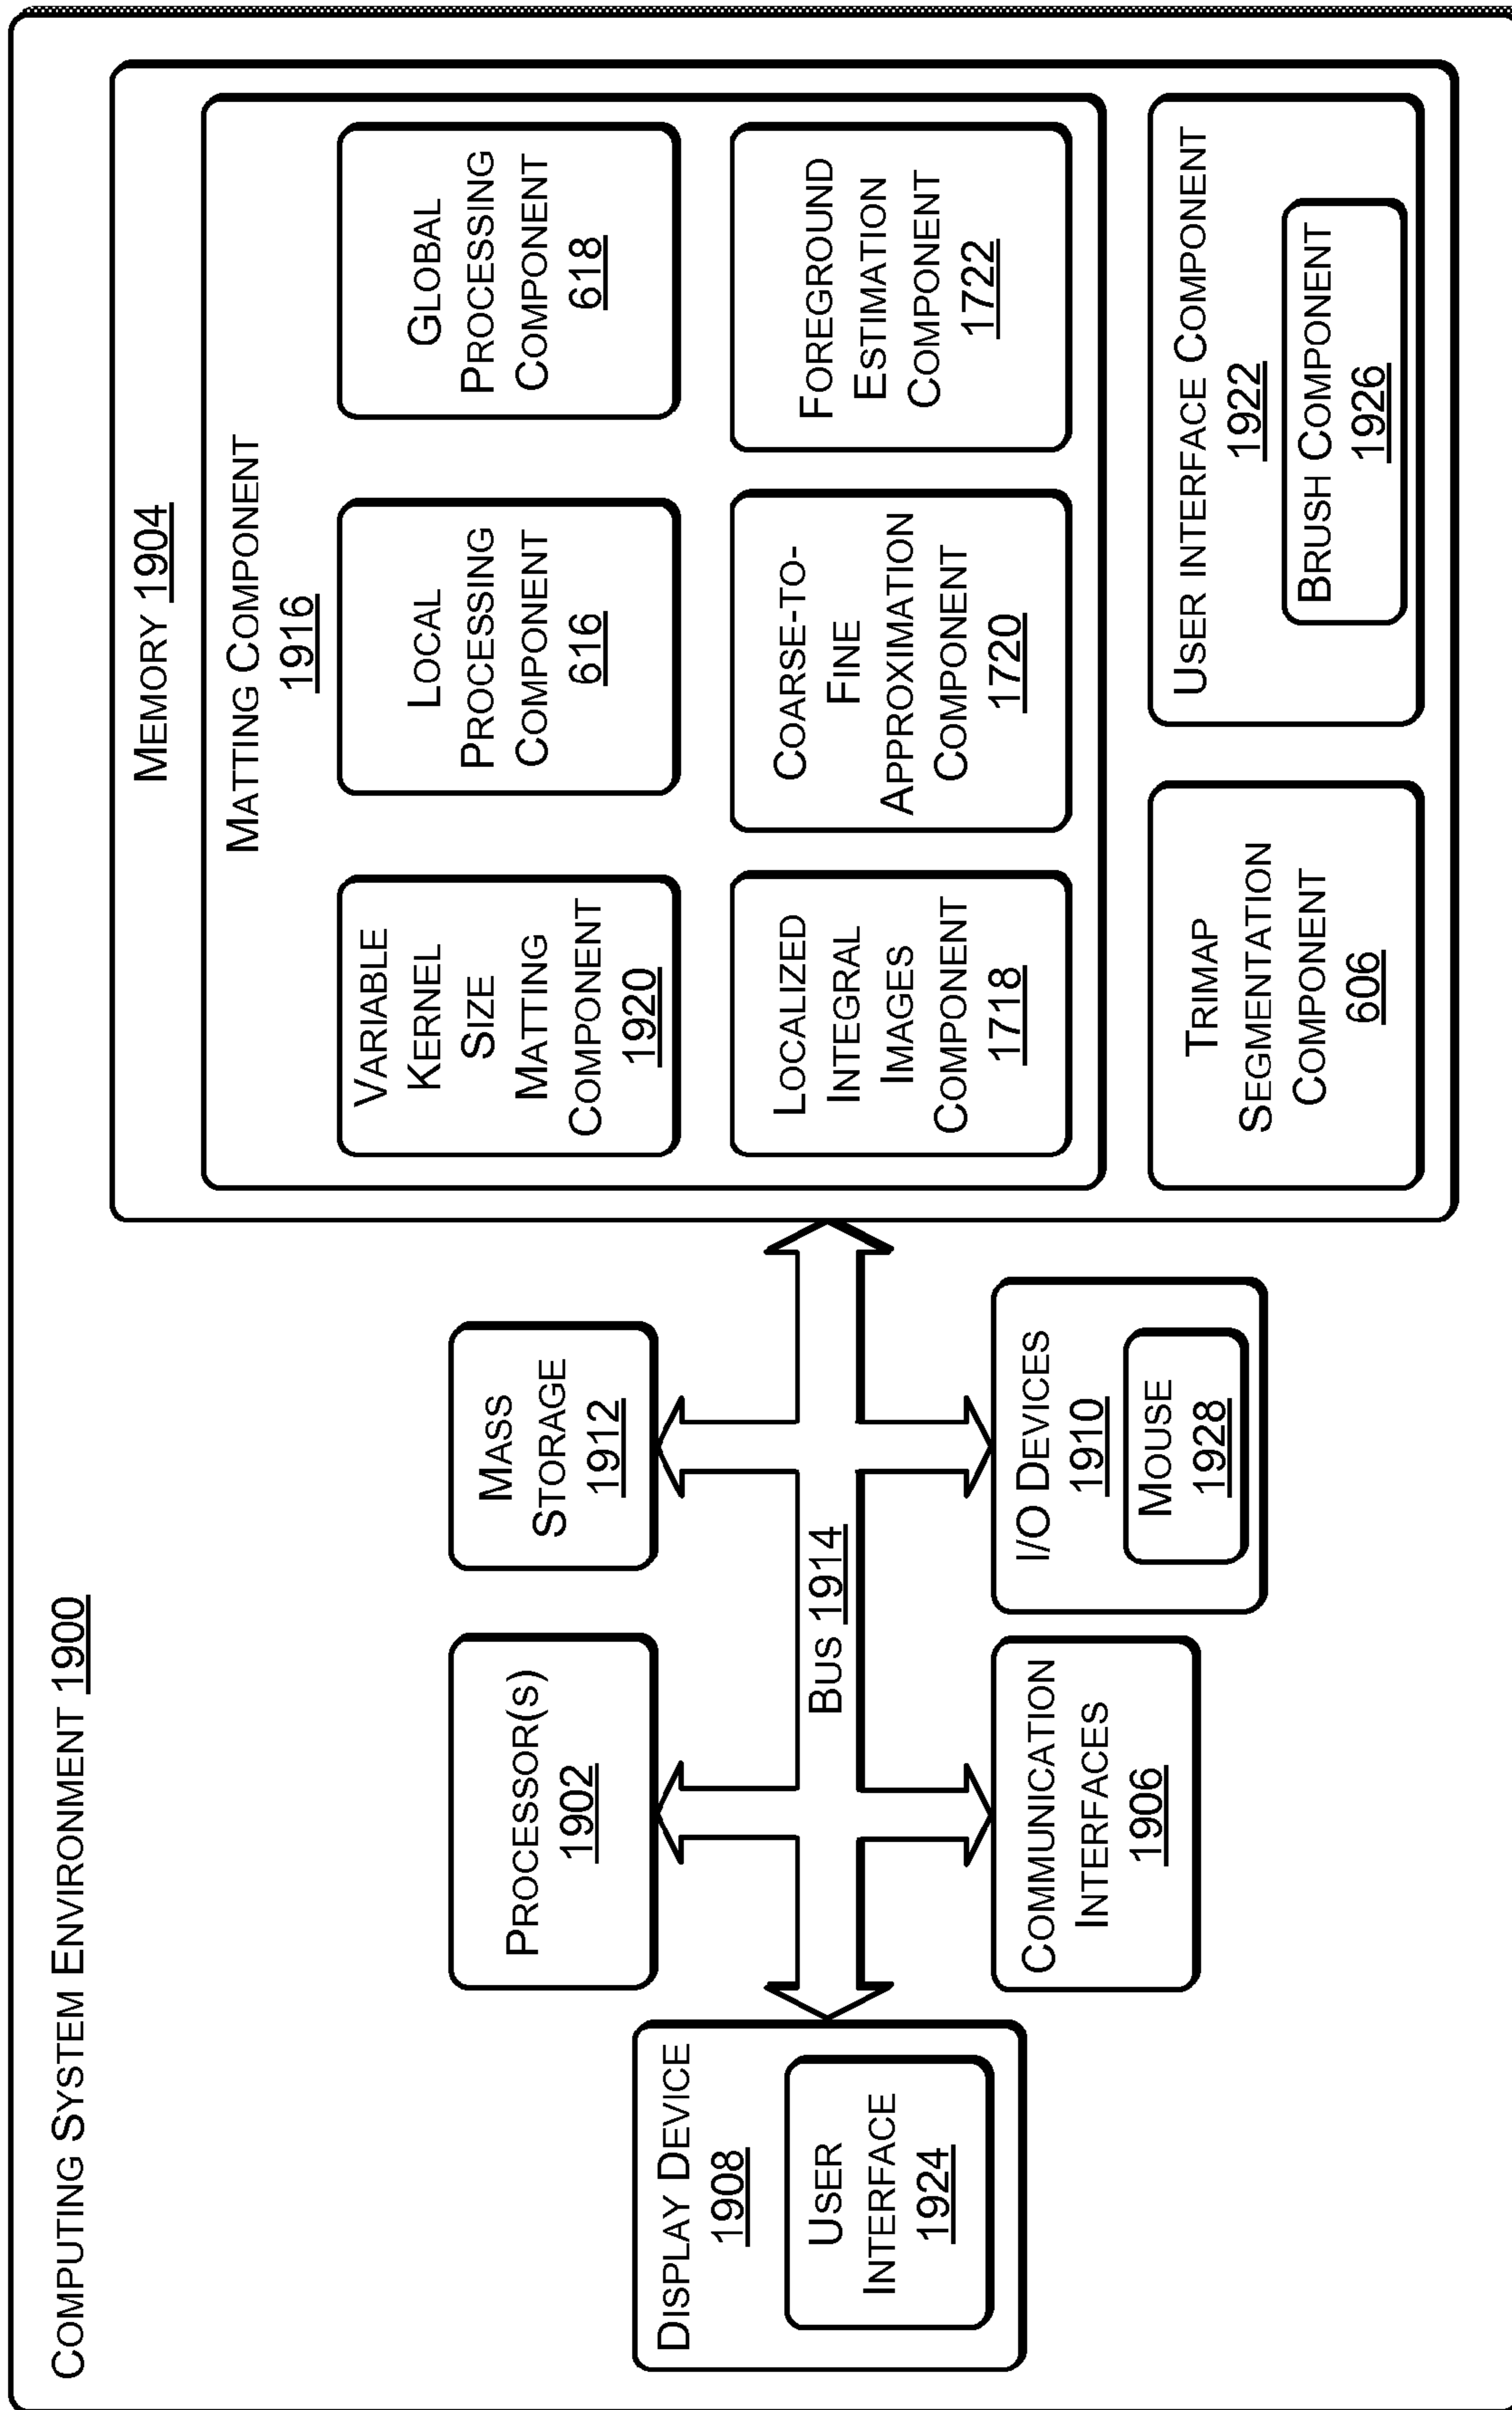 COMPUTING SYSTEM ENVIRONMENT 1900
DISPLAY DEVICE
1908
USER
INTERFACE
1924
PROCESSOR(S)
1902
MASS
STORAGE
1912
BUS 1914
COMMUNICATION
INTERFACES
1906
I/O DEVICES
1910
MOUSE
1928
MEMORY 1904
MATTING COMPONENT
1916
VARIABLE
KERNEL
SIZE
MATTING
COMPONENT
1920
LOCAL
PROCESSING
COMPONENT
616
GLOBAL
PROCESSING
COMPONENT
618
LOCALIZED
INTEGRAL
IMAGES
COMPONENT
1718
COARSE-TO-
FINE
APPROXIMATION
COMPONENT
1720
FOREGROUND
ESTIMATION
COMPONENT
1722
TRIMAP
SEGMENTATION
COMPONENT
606
USER INTERFACE COMPONENT
1922
BRUSH COMPONENT
1926